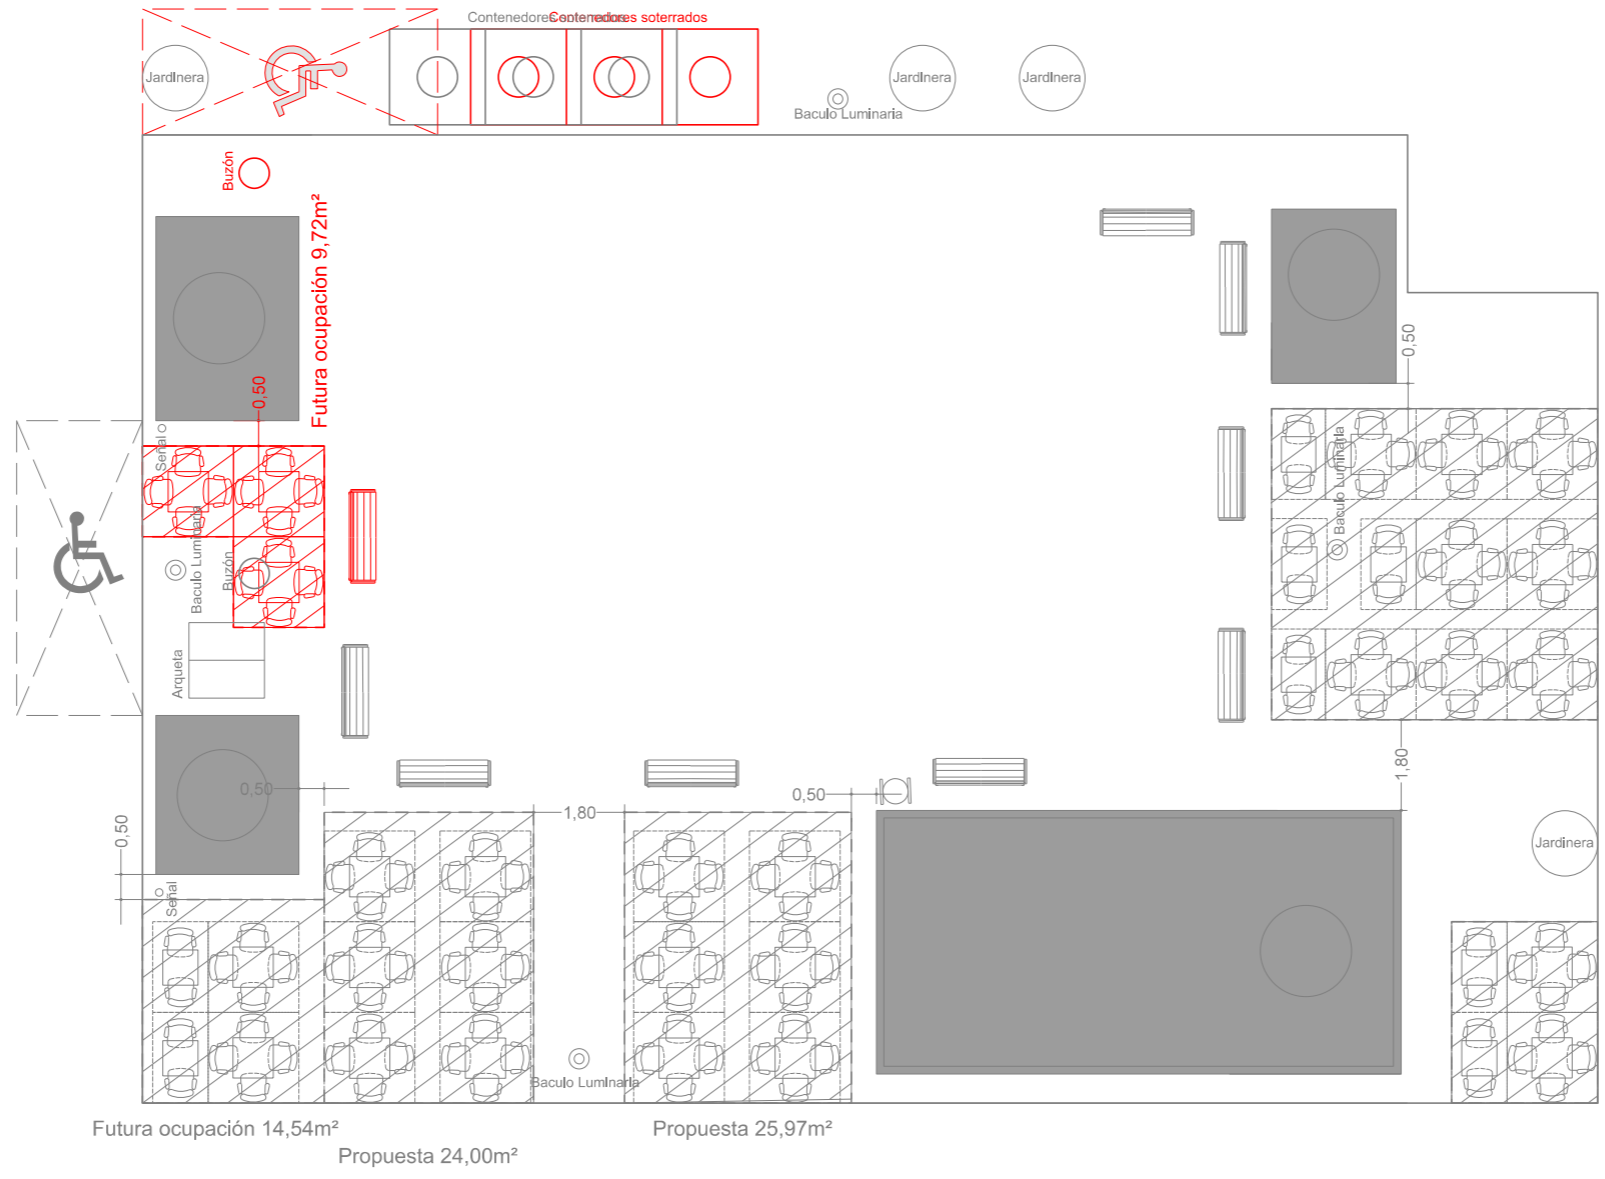 Contenedores soterrados
Contenedores soterrados
Jardinera
Jardinera
Jardinera
Baculo Luminaria
Buzón
Futura ocupación 9,72m²
0,50
0,50
Señal
Baculo Luminaria
Baculo Luminaria
Buzón
Arqueta
1,80
0,50
0,50
1,80
0,50
Jardinera
Señal
Baculo Luminaria
Futura ocupación 14,54m²
Propuesta 25,97m²
Propuesta 24,00m²